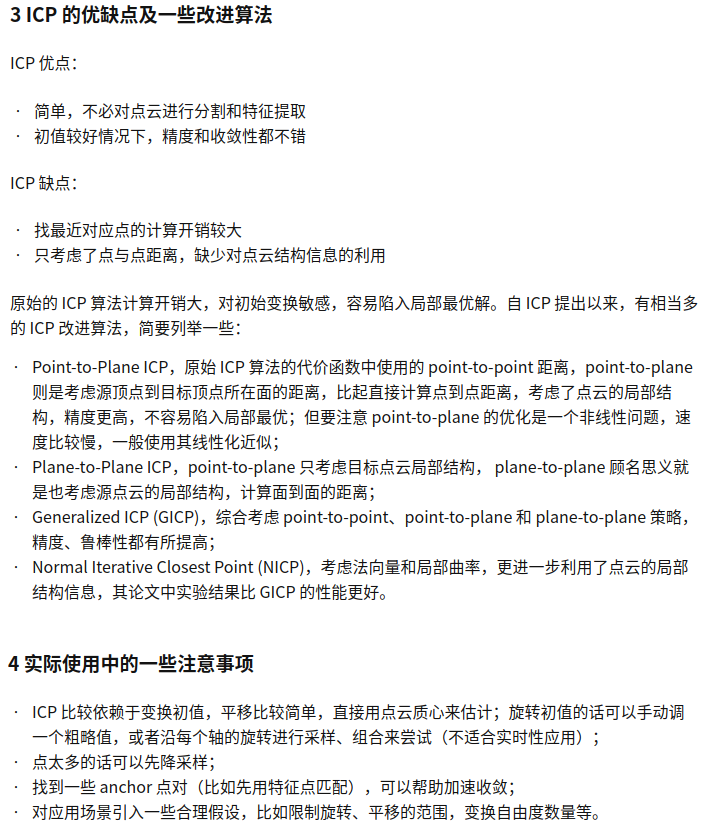 3 ICP 的优缺点及一些改进算法
ICP 优点：
· 简单，不必对点云进行分割和特征提取
· 初值较好情况下，精度和收敛性都不错
ICP 缺点：
· 找最近对应点的计算开销较大
· 只考虑了点与点距离，缺少对点云结构信息的利用
原始的 ICP 算法计算开销大，对初始变换敏感，容易陷入局部最优解。自 ICP 提出以来，有相当多
的 ICP 改进算法，简要列举一些：
· Point-to-Plane ICP，原始 ICP 算法的代价函数中使用的 point-to-point 距离，point-to-plane
则是考虑源顶点到目标顶点所在面的距离，比起直接计算点到点距离，考虑了点云的局部结
构，精度更高，不容易陷入局部最优；但要注意 point-to-plane 的优化是一个非线性问题，速
度比较慢，一般使用其线性化近似；
· Plane-to-Plane ICP，point-to-plane 只考虑目标点云局部结构， plane-to-plane 顾名思义就
是也考虑源点云的局部结构，计算面到面的距离；
· Generalized ICP (GICP)，综合考虑 point-to-point、point-to-plane 和 plane-to-plane 策略，
精度、鲁棒性都有所提高；
· Normal Iterative Closest Point (NICP)，考虑法向量和局部曲率，更进一步利用了点云的局部
结构信息，其论文中实验结果比 GICP 的性能更好。
4 实际使用中的一些注意事项
· ICP 比较依赖于变换初值，平移比较简单，直接用点云质心来估计；旋转初值的话可以手动调
一个粗略值，或者沿每个轴的旋转进行采样、组合来尝试（不适合实时性应用）；
· 点太多的话可以先降采样；
· 找到一些 anchor 点对（比如先用特征点匹配），可以帮助加速收敛；
· 对应用场景引入一些合理假设，比如限制旋转、平移的范围，变换自由度数量等。